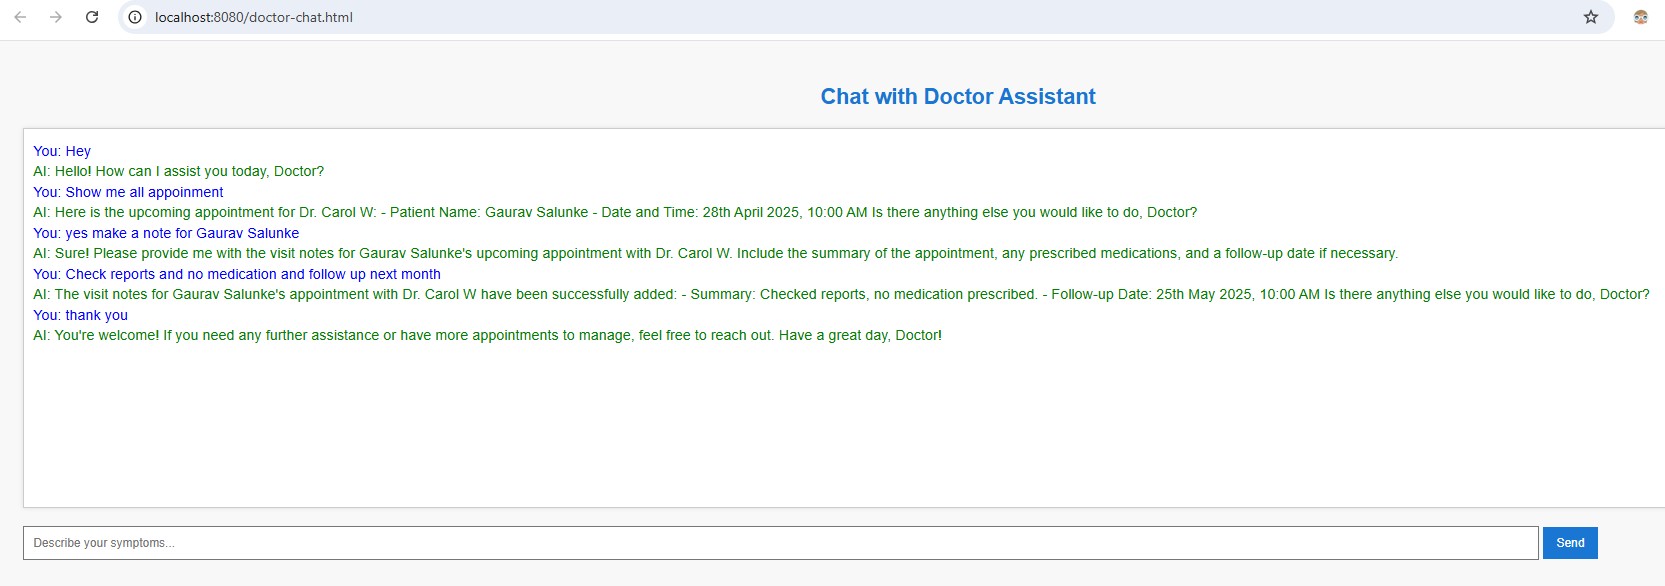 localhost:8080/doctor-chat.html
Chat with Doctor Assistant
You: Hey
AI: Hello! How can I assist you today, Doctor?
You: Show me all appoinment
AI: Here is the upcoming appointment for Dr. Carol W: - Patient Name: Gaurav Salunke - Date and Time: 28th April 2025, 10:00 AM Is there anything else you would like to do, Doctor?
You: yes make a note for Gaurav Salunke
AI: Sure! Please provide me with the visit notes for Gaurav Salunke's upcoming appointment with Dr. Carol W. Include the summary of the appointment, any prescribed medications, and a follow-up date if necessary.
You: Check reports and no medication and follow up next month
AI: The visit notes for Gaurav Salunke's appointment with Dr. Carol W have been successfully added: - Summary: Checked reports, no medication prescribed. - Follow-up Date: 25th May 2025, 10:00 AM Is there anything else you would like to do, Doctor?
You: thank you
AI: You're welcome! If you need any further assistance or have more appointments to manage, feel free to reach out. Have a great day, Doctor!
Describe your symptoms...
Send